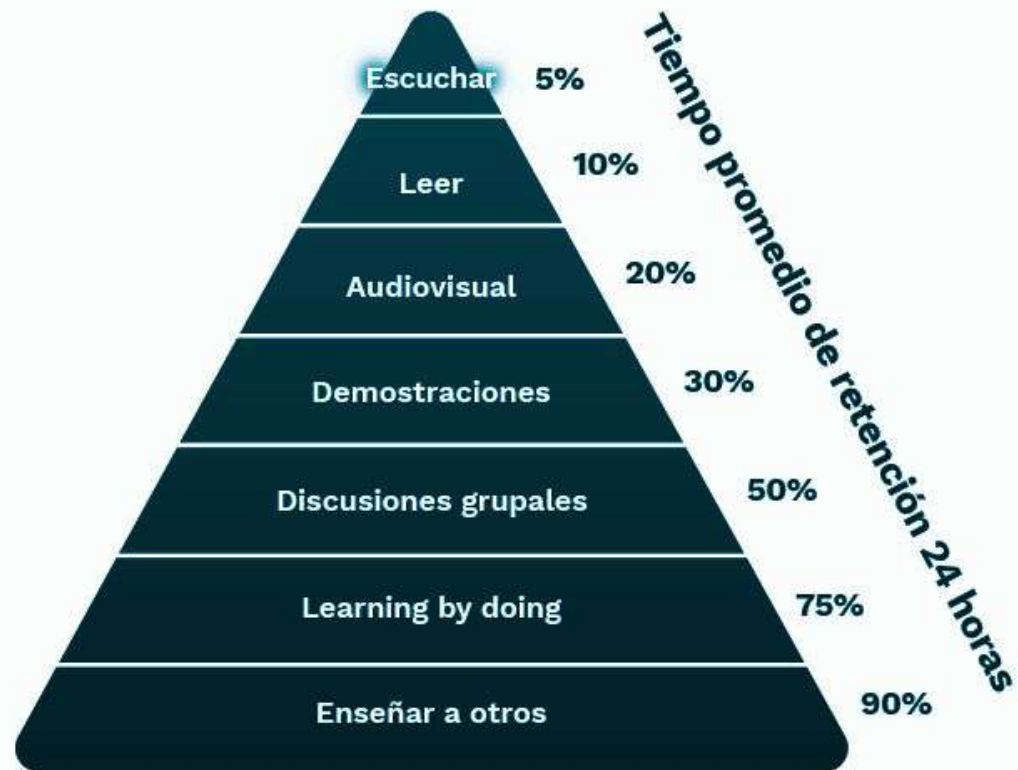 Escuchar 5%
Leer 10%
Audiovisual 20%
Demostraciones 30%
Discusiones grupales 50%
Learning by doing 75%
Enseñar a otros 90%
Tiempo promedio de retención 24 horas